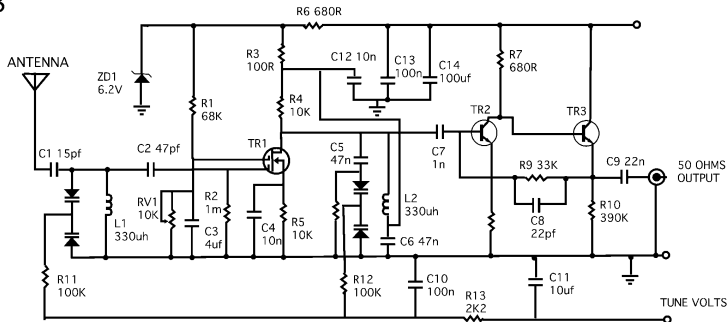 R6 680R
ANTENNA
ZD1
6.2V
R3
100R
C12 10n
C13
100n
C14
100uf
R7
680R
R1
68K
R4
10K
TR2
TR3
C1 15pf
C2 47pf
TR1
C5
47n
C7
1n
R9 33K
C9 22n
50 OHMS
OUTPUT
RV1
10K
R2
1m
L2
330uh
L1
330uh
C3
4uf
C4
10n
R5
10K
C8
22pf
R10
390K
C6 47n
R11
100K
R12
100K
C10
100n
C11
10uf
R13
2K2
TUNE VOLTS